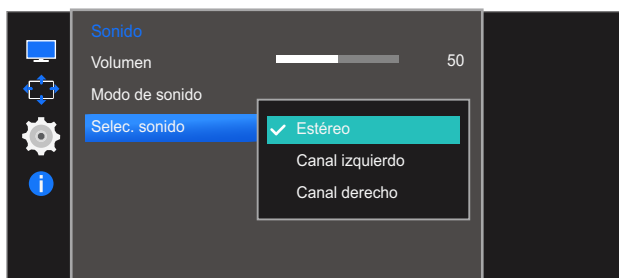 Sonido
Volumen 50
Modo de sonido
Selec. sonido
Estéreo
Canal izquierdo
Canal derecho